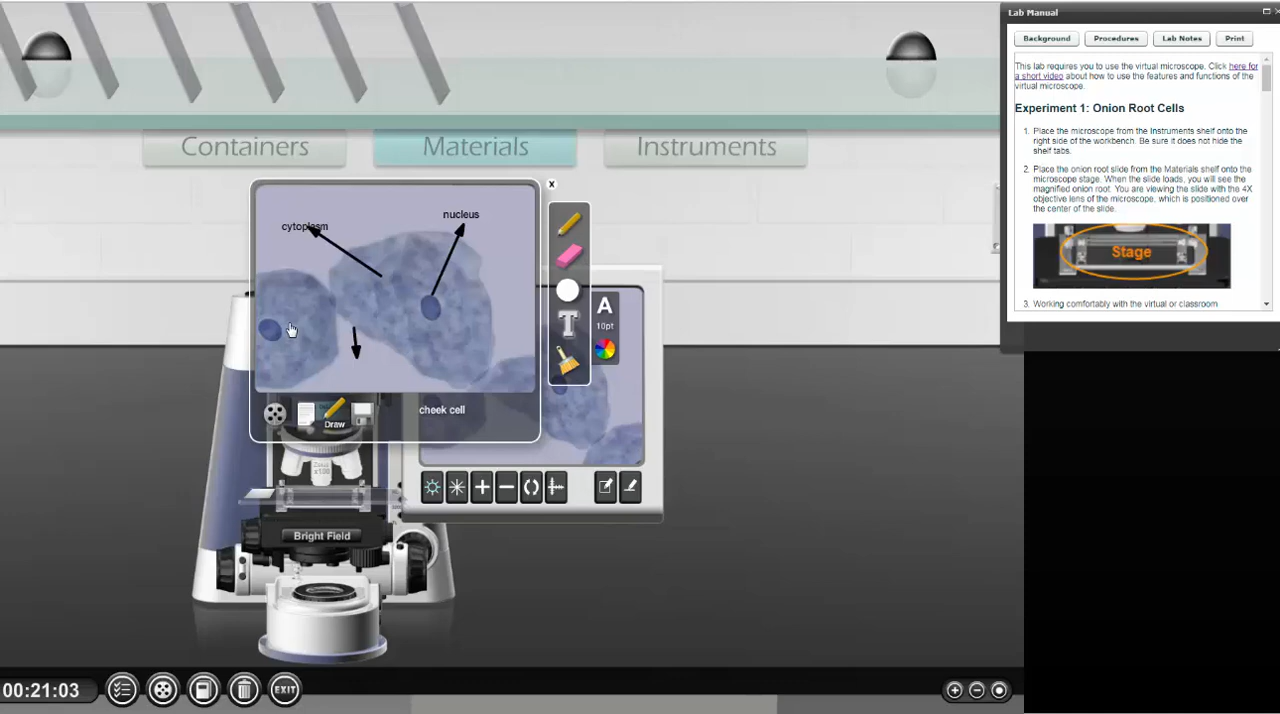 Lab Manual
Background Procedures Lab Notes Print
This lab requires you to use the virtual microscope. Click here for
a short video about how to use the features and functions of the
virtual microscope.
Experiment 1: Onion Root Cells
1. Place the microscope from the Instruments shelf onto the
right side of the workbench. Be sure it does not hide the
shelf tabs.
2. Place the onion root slide from the Materials shelf onto the
microscope stage. When the slide loads, you will see the
magnified onion root. You are viewing the slide with the 4X
objective lens of the microscope, which is positioned over
the center of the slide.
Stage
3. Working comfortably with the virtual or classroom
Containers Materials Instruments
x
cytoplasm
nucleus
T
A
10pt
Draw
cheek cell
x100
Bright Field
00:21:03
EXIT